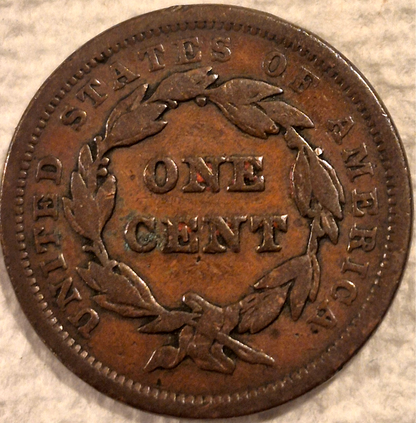 UNITED STATES OF AMERICA
ONE
CENT